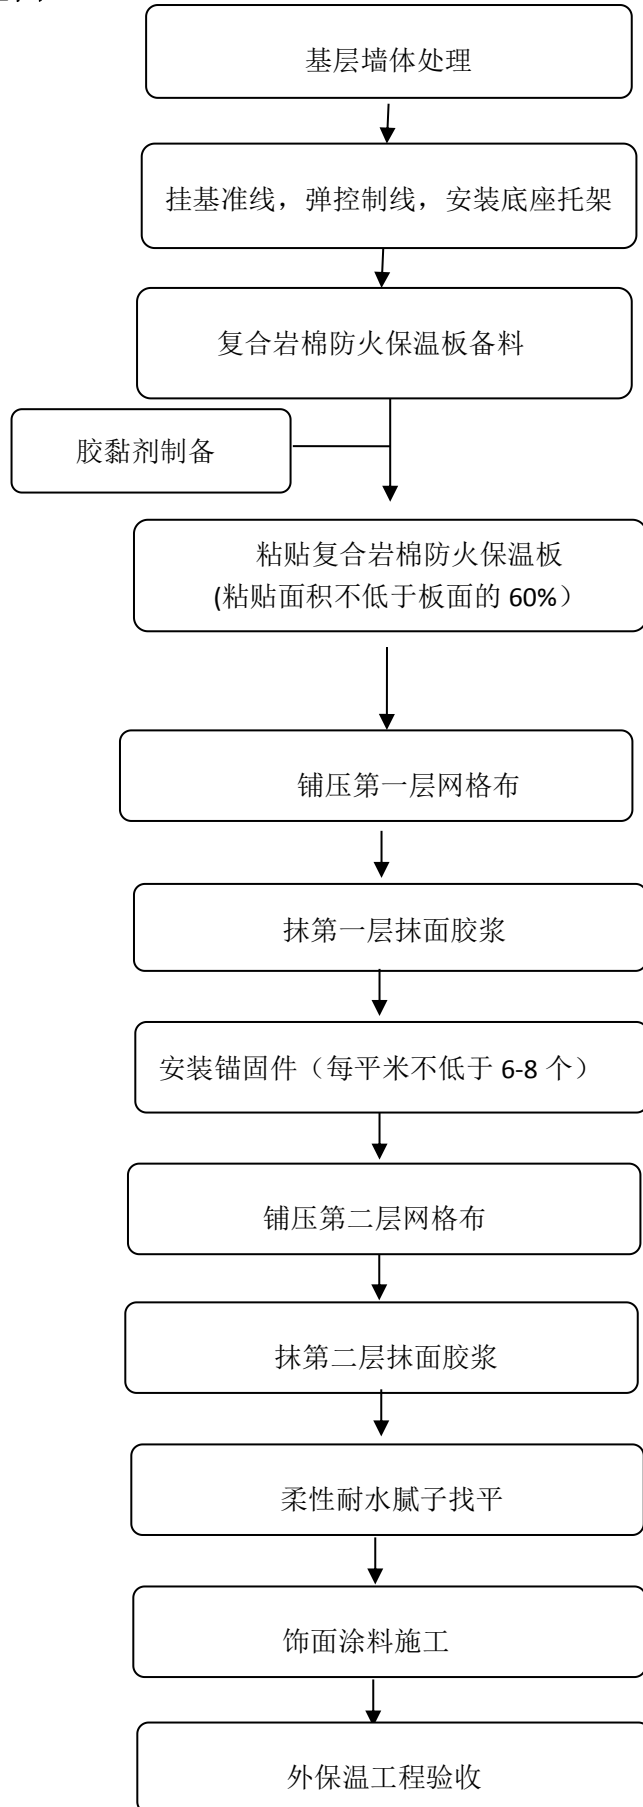 基层墙体处理
挂基准线，弹控制线，安装底座托架
复合岩棉防火保温板备料
胶黏剂制备
粘贴复合岩棉防火保温板
(粘贴面积不低于板面的 60%）
铺压第一层网格布
抹第一层抹面胶浆
安装锚固件（每平米不低于 6-8 个）
铺压第二层网格布
抹第二层抹面胶浆
柔性耐水腻子找平
饰面涂料施工
外保温工程验收